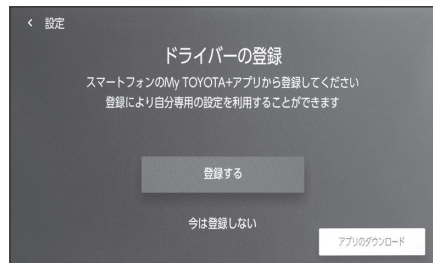 < 設定
ドライバーの登録
スマートフォンのMy TOYOTA+アプリから登録してください
登録により自分専用の設定を利用することができます
登録する
今は登録しない
アプリのダウンロード